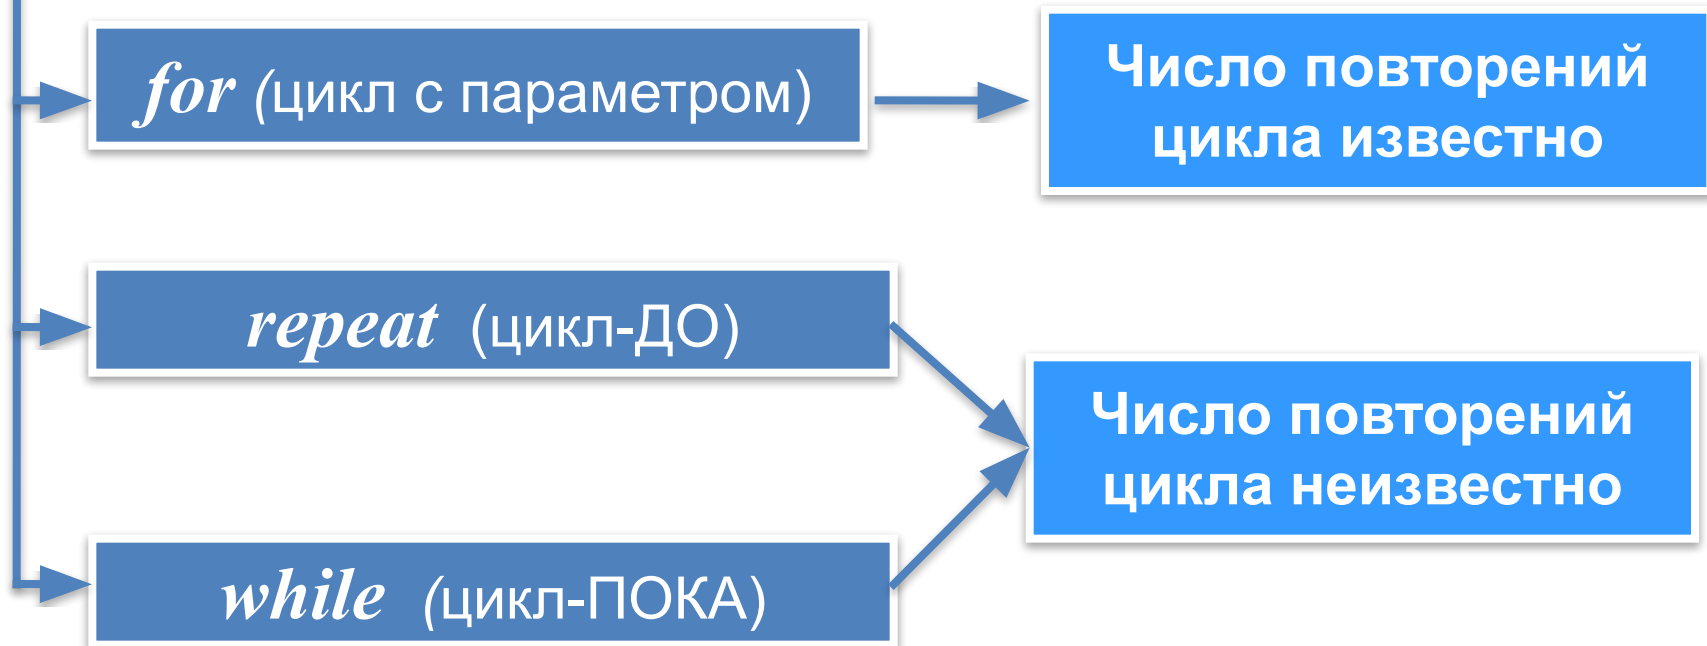 for (цикл с параметром)
Число повторений
цикла известно
repeat (цикл-ДО)
Число повторений
цикла неизвестно
while (цикл-ПОКА)